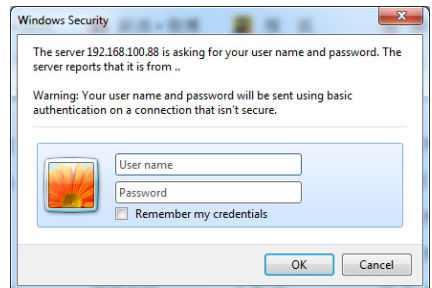 Windows Security
The server 192.168.100.88 is asking for your user name and password. The
server reports that it is from ..
Warning: Your user name and password will be sent using basic
authentication on a connection that isn't secure.
User name
Password
Remember my credentials
OK
Cancel